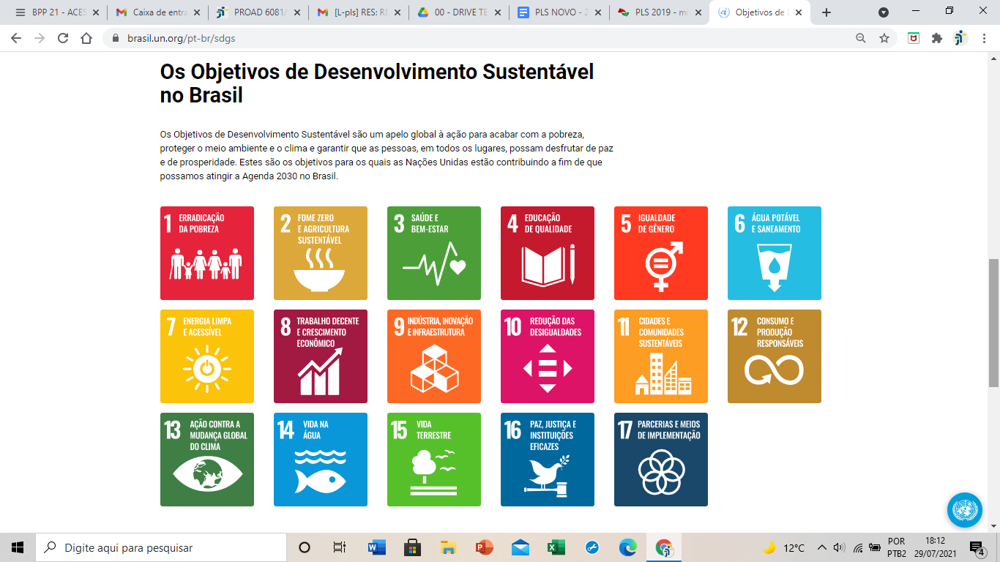 BPP 21 - ACES
Caixa de entra
PROAD 6081/
[L-pls] RES: RE
00 - DRIVE TE
PLS NOVO - 2
PLS 2019 - mi
Objetivos de
brasil.un.org/pt-br/sdgs
Os Objetivos de Desenvolvimento Sustentável
no Brasil
Os Objetivos de Desenvolvimento Sustentável são um apelo global à ação para acabar com a pobreza,
proteger o meio ambiente e o clima e garantir que as pessoas, em todos os lugares, possam desfrutar de paz
e de prosperidade. Estes são os objetivos para os quais as Nações Unidas estão contribuindo a fim de que
possamos atingir a Agenda 2030 no Brasil.
1 ERRADICAÇÃO
DA POBREZA
2 FOME ZERO
E AGRICULTURA
SUSTENTÁVEL
3 SAÚDE E
BEM-ESTAR
4 EDUCAÇÃO
DE QUALIDADE
5 IGUALDADE
DE GÊNERO
6 ÁGUA POTÁVEL
E SANEAMENTO
7 ENERGIA LIMPA
E ACESSÍVEL
8 TRABALHO DECENTE
E CRESCIMENTO
ECONÔMICO
9 INDÚSTRIA, INOVAÇÃO
E INFRAESTRUTURA
10 REDUÇÃO DAS
DESIGUALDADES
11 CIDADES E
COMUNIDADES
SUSTENTÁVEIS
12 CONSUMO E
PRODUÇÃO
RESPONSÁVEIS
13 AÇÃO CONTRA A
MUDANÇA GLOBAL
DO CLIMA
14 VIDA NA
ÁGUA
15 VIDA
TERRESTRE
16 PAZ, JUSTIÇA E
INSTITUIÇÕES
EFICAZES
17 PARCERIAS E MEIOS
DE IMPLEMENTAÇÃO
Digite aqui para pesquisar
12°C
POR
PTB2
18:12
29/07/2021
4